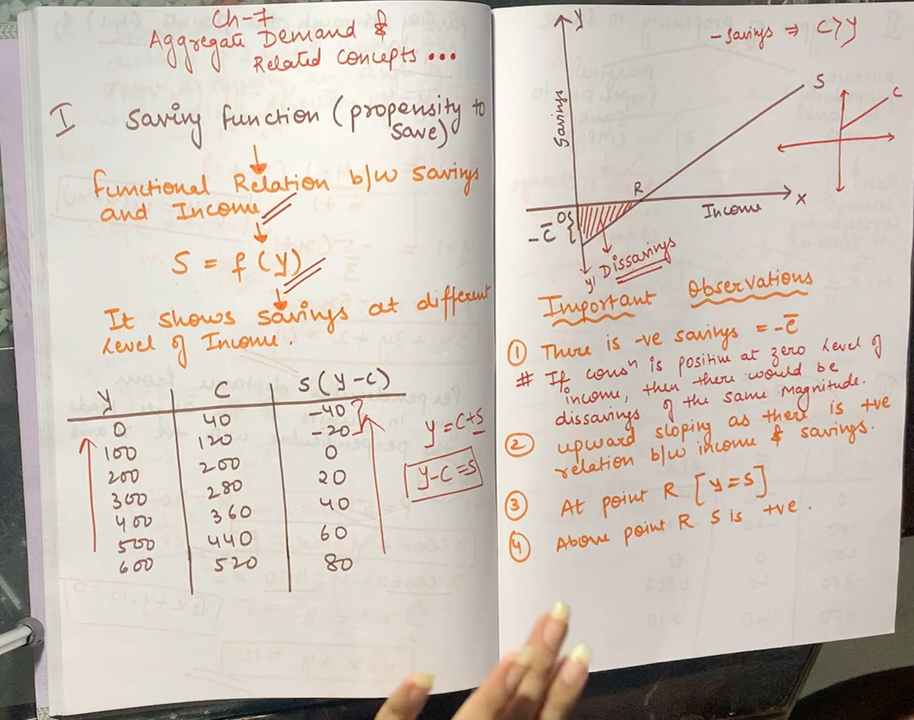 Ch-7
Aggregate Demand &
Related Concepts ...
I Saving function (propensity to
Save)
functional Relation b/w savings
and Income
S = f(y)
It shows savings at different
Level of Income.
y C S(y-c)
0 40 -40
100 120 -20
200 200 0
300 280 20
400 360 40
500 440 60
600 520 80
y = C+S
y-c=s
y
- Savings ⇒ C>y
Savings
S
C
R
O
Income
x
-c̄
y'
Dissavings
Important Observations
① There is -ve savings = -c̄
# If consⁿ is positive at zero Level of
income, then there would be
dissavings of the same magnitude.
② upward sloping as there is +ve
relation b/w income & savings.
③ At point R [y=s]
④ Above point R S is +ve.